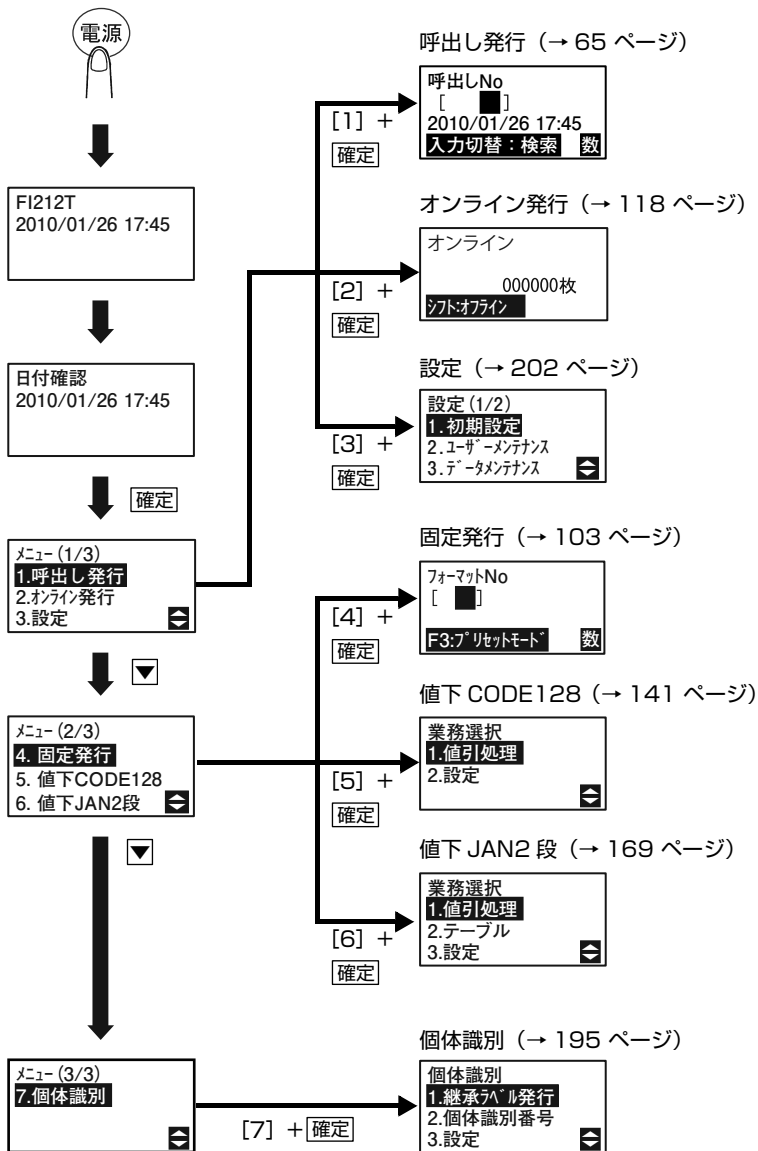 電源
FI212T
2010/01/26 17:45
日付確認
2010/01/26 17:45
確定
ﾒﾆｭｰ(1/3)
1.呼出し発行
2.ｵﾝﾗｲﾝ発行
3.設定
[1] +
確定
呼出し発行（→ 65 ページ）
呼出しNo
[ ]
2010/01/26 17:45
入力切替：検索 数
[2] +
確定
オンライン発行（→ 118 ページ）
オンライン
000000枚
ｼﾌﾄ:ｵﾌﾗｲﾝ
[3] +
確定
設定（→ 202 ページ）
設定(1/2)
1.初期設定
2.ﾕｰｻﾞｰﾒﾝﾃﾅﾝｽ
3.ﾃﾞｰﾀﾒﾝﾃﾅﾝｽ
▼
ﾒﾆｭｰ(2/3)
4. 固定発行
5. 値下CODE128
6. 値下JAN2段
[4] +
確定
固定発行（→ 103 ページ）
ﾌｫｰﾏｯﾄNo
[ ]
F3:ﾌﾟﾘｾｯﾄﾓｰﾄﾞ 数
[5] +
確定
値下 CODE128（→ 141 ページ）
業務選択
1.値引処理
2.設定
[6] +
確定
値下 JAN2 段（→ 169 ページ）
業務選択
1.値引処理
2.テーブル
3.設定
▼
ﾒﾆｭｰ(3/3)
7.個体識別
[7] +確定
個体識別（→ 195 ページ）
個体識別
1.継承ﾗﾍﾞﾙ発行
2.個体識別番号
3.設定